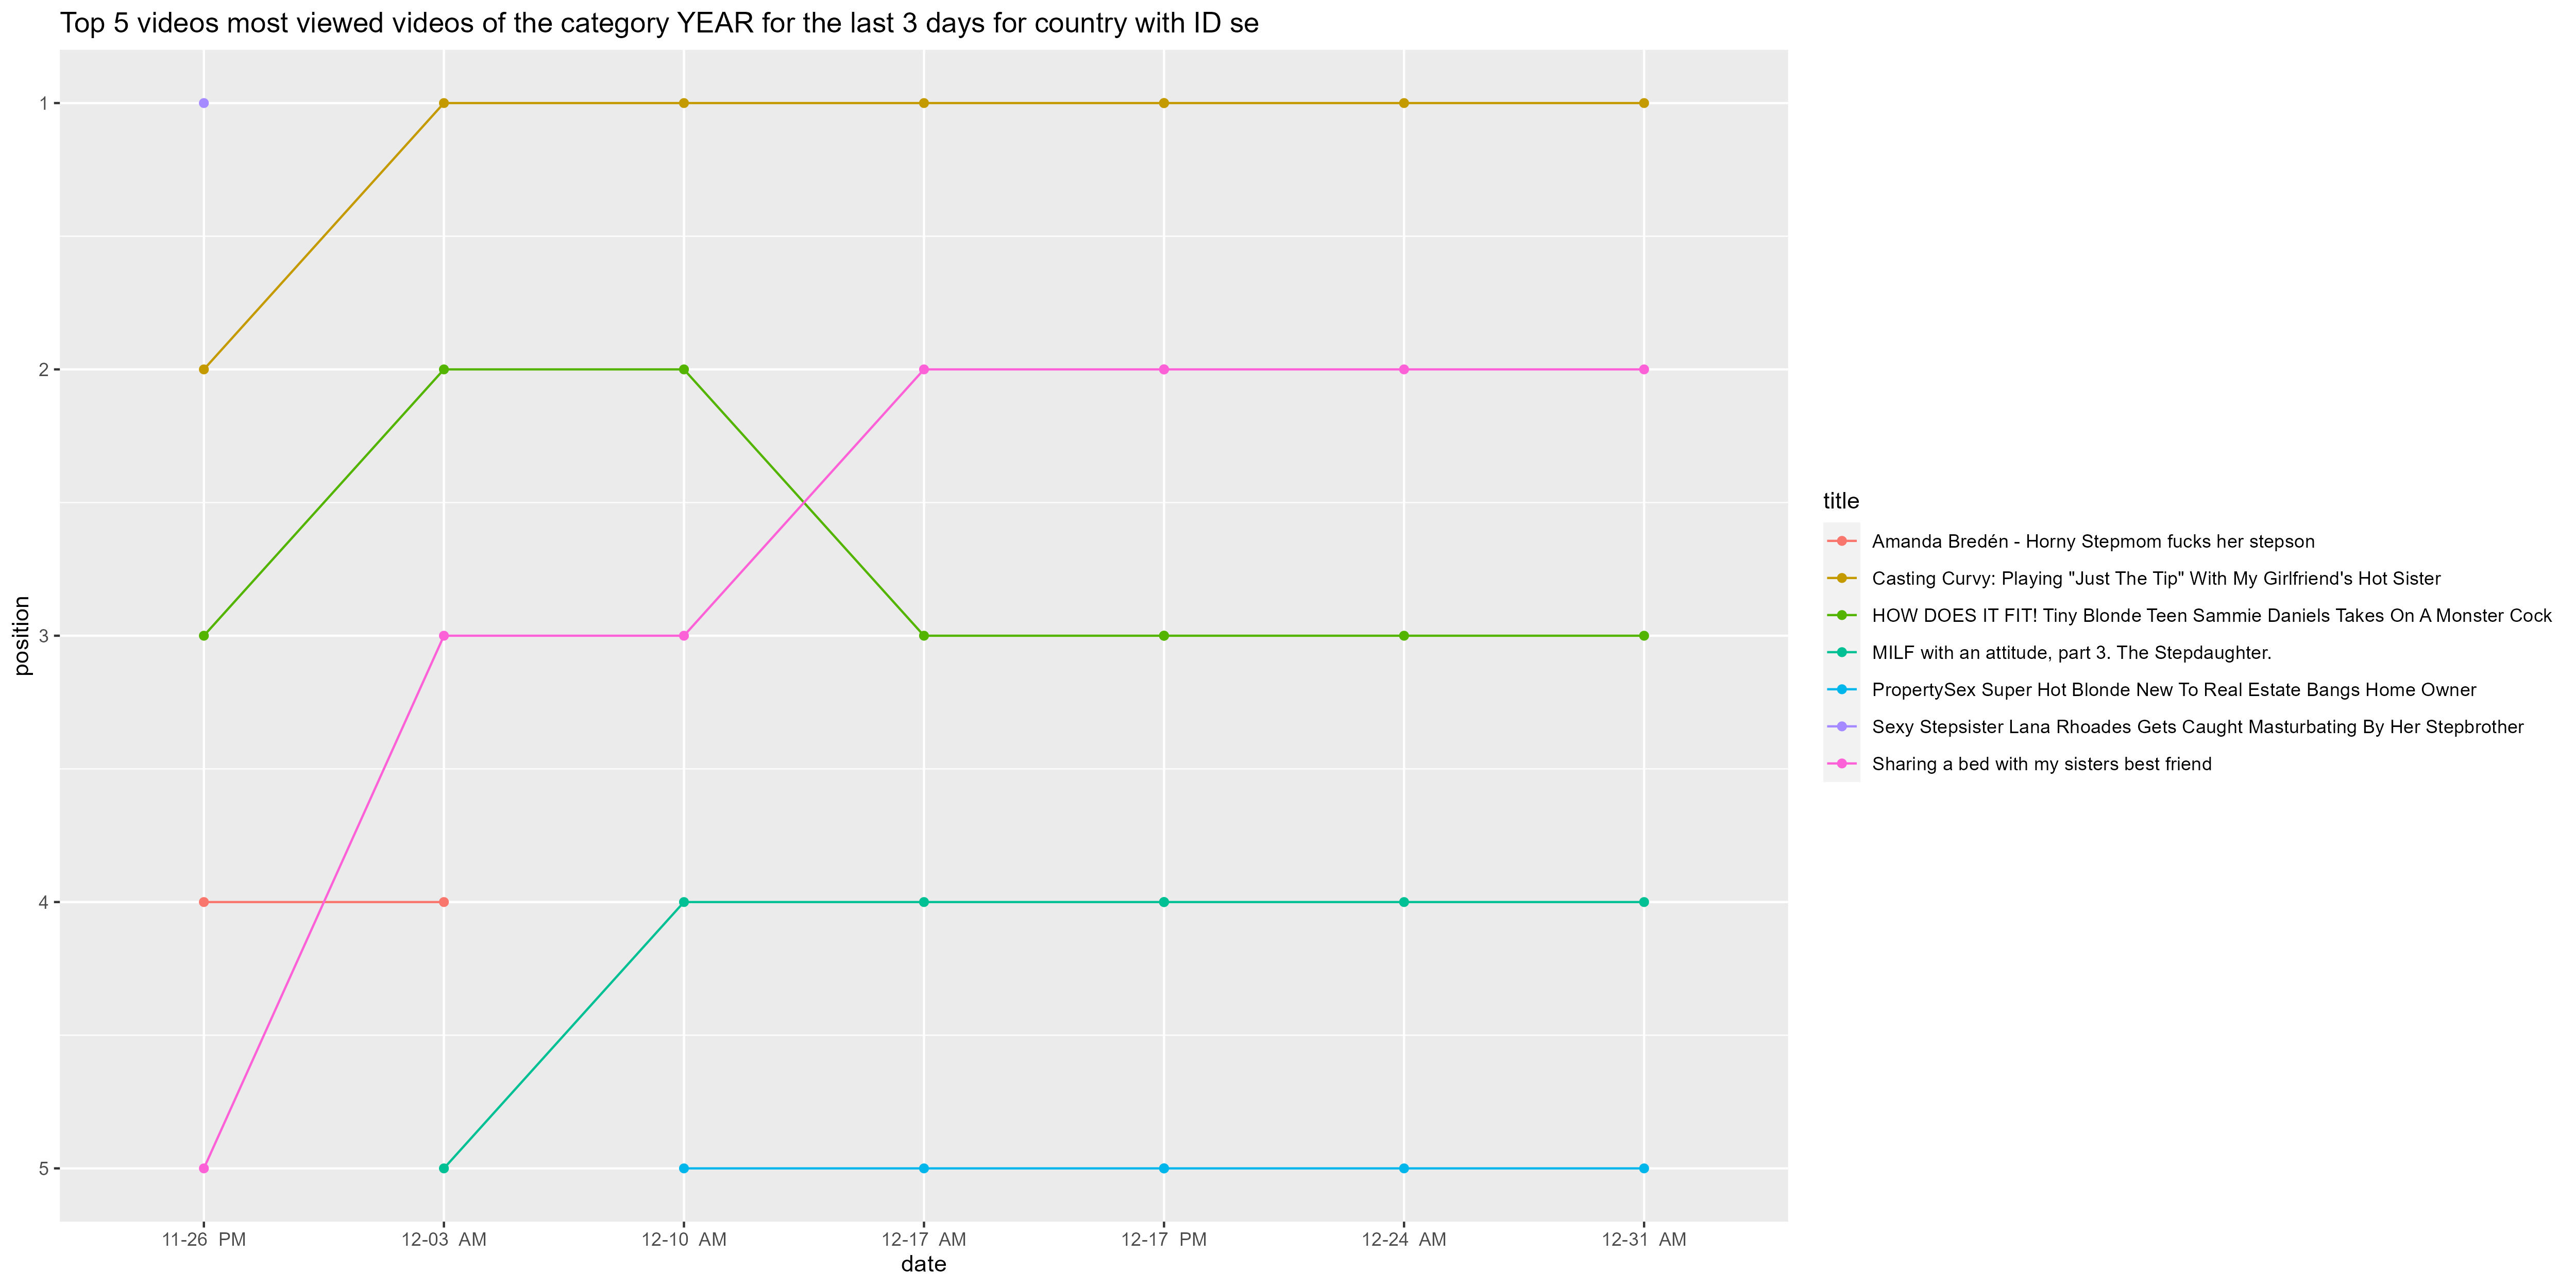 Top 5 videos most viewed videos of the category YEAR for the last 3 days for country with ID se
position
1
2
3
4
5
11-26 PM
12-03 AM
12-10 AM
12-17 AM
12-17 PM
12-24 AM
12-31 AM
date
title
Amanda Bredén - Horny Stepmom fucks her stepson
Casting Curvy: Playing "Just The Tip" With My Girlfriend's Hot Sister
HOW DOES IT FIT! Tiny Blonde Teen Sammie Daniels Takes On A Monster Cock
MILF with an attitude, part 3. The Stepdaughter.
PropertySex Super Hot Blonde New To Real Estate Bangs Home Owner
Sexy Stepsister Lana Rhoades Gets Caught Masturbating By Her Stepbrother
Sharing a bed with my sisters best friend